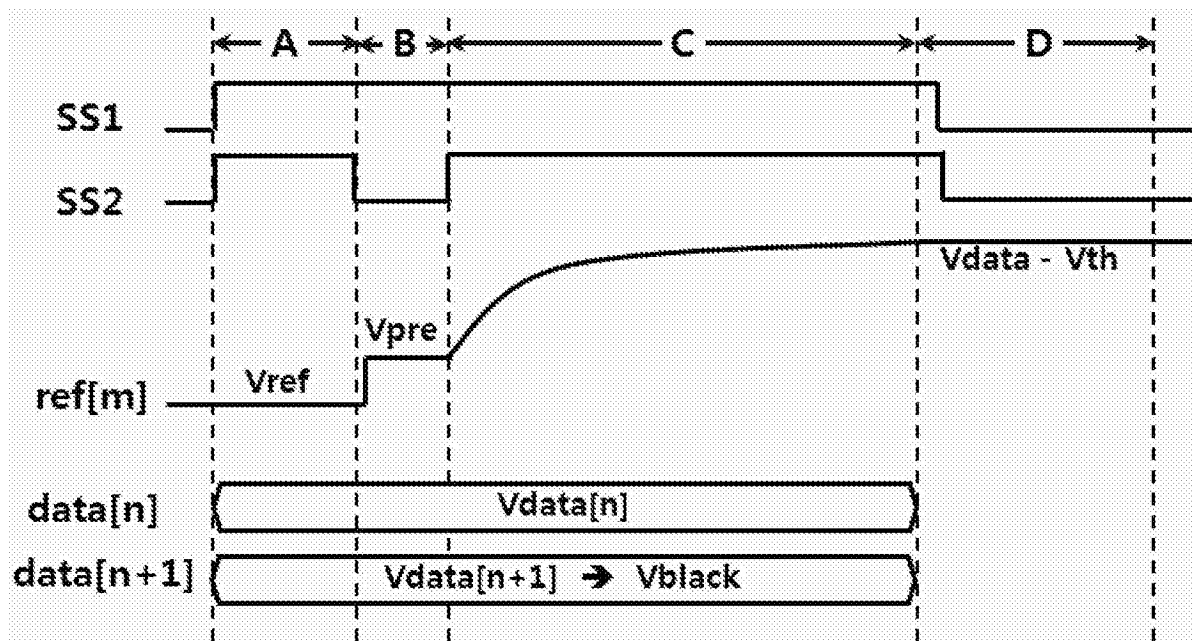 A B C D
SS1
SS2
Vdata - Vth
Vpre
Vref
ref[m]
data[n] Vdata[n]
data[n+1] Vdata[n+1] ➔ Vblack